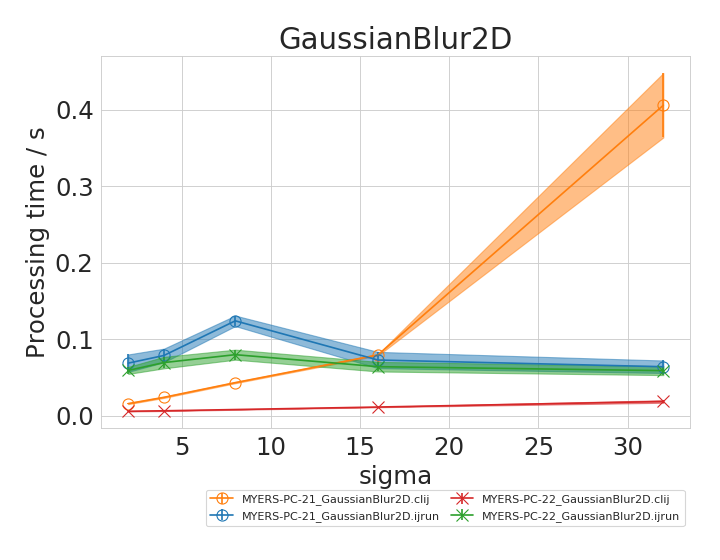 GaussianBlur2D
Processing time / s
0.4
0.3
0.2
0.1
0.0
5 10 15 20 25 30
sigma
MYERS-PC-21_GaussianBlur2D.clij MYERS-PC-22_GaussianBlur2D.clij
MYERS-PC-21_GaussianBlur2D.ijrun MYERS-PC-22_GaussianBlur2D.ijrun